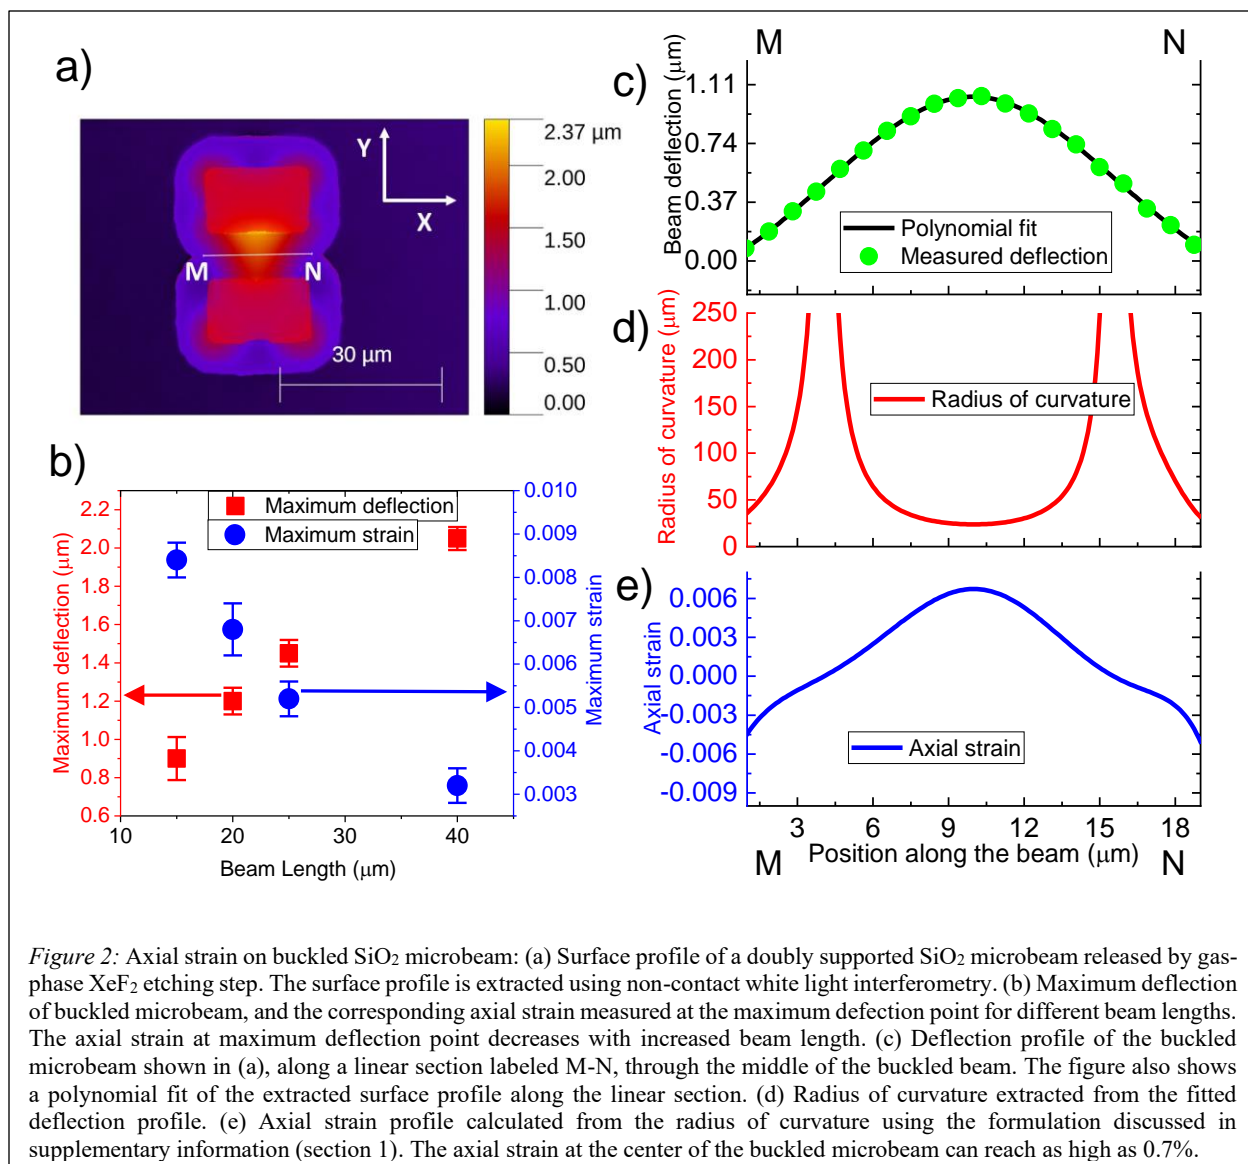 a)
2.37 µm
2.00
1.50
1.00
0.50
0.00
Y
X
M
N
30 µm
b)
Maximum deflection
Maximum strain
2.2
2.0
1.8
1.6
1.4
1.2
1.0
0.8
0.6
Maximum deflection (µm)
0.010
0.009
0.008
0.007
0.006
0.005
0.004
0.003
Maximum strain
10
20
30
40
Beam Length (µm)
M
N
c)
1.11
0.74
0.37
0.00
Beam deflection (µm)
Polynomial fit
Measured deflection
d)
250
200
150
100
50
0
Radius of curvature (µm)
Radius of curvature
e)
0.006
0.003
0.000
-0.003
-0.006
-0.009
Axial strain
Axial strain
3
6
9
12
15
18
M
Position along the beam (µm)
N
Figure 2: Axial strain on buckled SiO2 microbeam: (a) Surface profile of a doubly supported SiO2 microbeam released by gas-
phase XeF2 etching step. The surface profile is extracted using non-contact white light interferometry. (b) Maximum deflection
of buckled microbeam, and the corresponding axial strain measured at the maximum defection point for different beam lengths.
The axial strain at maximum deflection point decreases with increased beam length. (c) Deflection profile of the buckled
microbeam shown in (a), along a linear section labeled M-N, through the middle of the buckled beam. The figure also shows
a polynomial fit of the extracted surface profile along the linear section. (d) Radius of curvature extracted from the fitted
deflection profile. (e) Axial strain profile calculated from the radius of curvature using the formulation discussed in
supplementary information (section 1). The axial strain at the center of the buckled microbeam can reach as high as 0.7%.